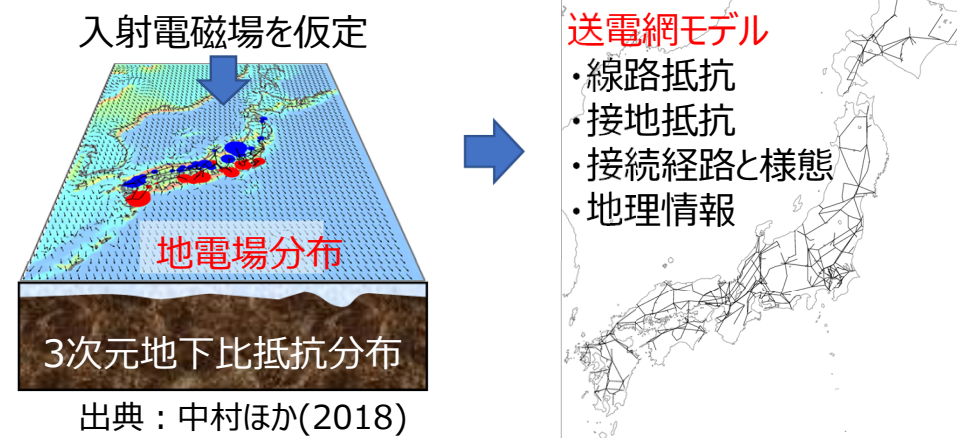 入射電磁場を仮定
地電場分布
3次元地下比抵抗分布
出典：中村ほか(2018)
送電網モデル
・線路抵抗
・接地抵抗
・接続経路と様態
・地理情報